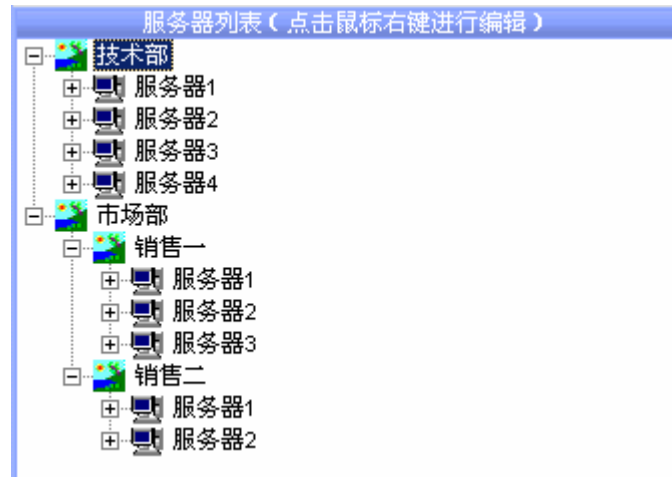 服务器列表(点击鼠标右键进行编辑)
技术部
服务器1
服务器2
服务器3
服务器4
市场部
销售一
服务器1
服务器2
服务器3
销售二
服务器1
服务器2